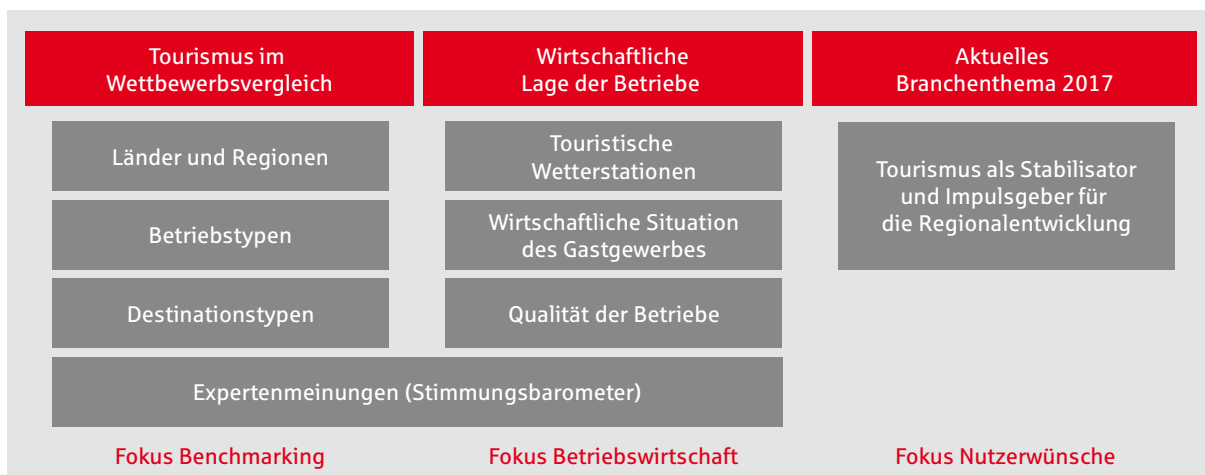 Tourismus im
Wettbewerbsvergleich
Länder und Regionen
Betriebstypen
Destinationstypen
Wirtschaftliche
Lage der Betriebe
Touristische
Wetterstationen
Wirtschaftliche Situation
des Gastgewerbes
Qualität der Betriebe
Expertenmeinungen (Stimmungsbarometer)
Aktuelles
Branchenthema 2017
Tourismus als Stabilisator
und Impulsgeber für
die Regionalentwicklung
Fokus Benchmarking
Fokus Betriebswirtschaft
Fokus Nutzerwünsche